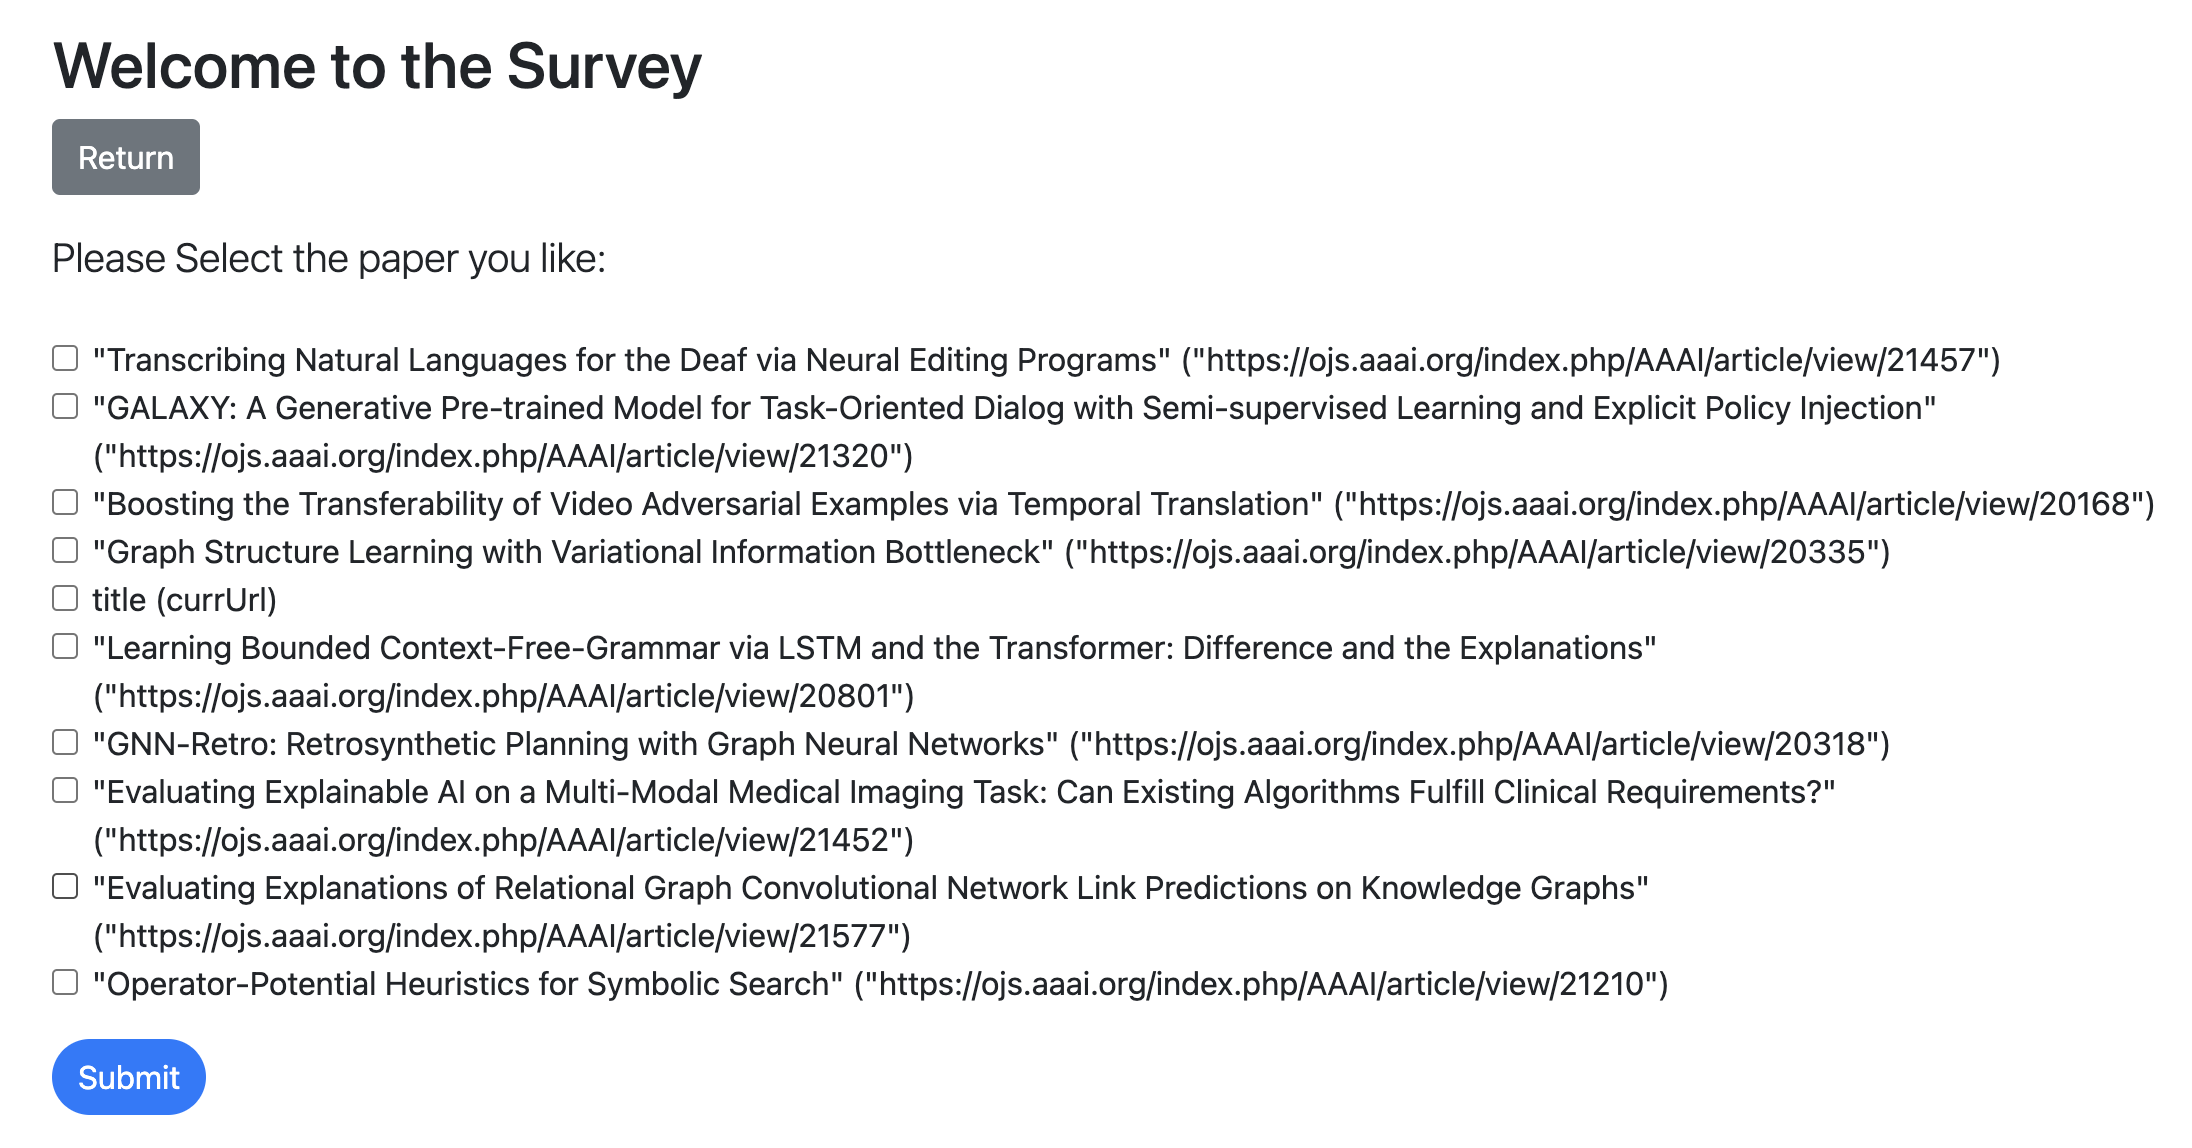 Welcome to the Survey
Return
Please Select the paper you like:
"Transcribing Natural Languages for the Deaf via Neural Editing Programs" ("https://ojs.aaai.org/index.php/AAAI/article/view/21457")
"GALAXY: A Generative Pre-trained Model for Task-Oriented Dialog with Semi-supervised Learning and Explicit Policy Injection"
("https://ojs.aaai.org/index.php/AAAI/article/view/21320")
"Boosting the Transferability of Video Adversarial Examples via Temporal Translation" ("https://ojs.aaai.org/index.php/AAAI/article/view/20168")
"Graph Structure Learning with Variational Information Bottleneck" ("https://ojs.aaai.org/index.php/AAAI/article/view/20335")
title (currUrl)
"Learning Bounded Context-Free-Grammar via LSTM and the Transformer: Difference and the Explanations"
("https://ojs.aaai.org/index.php/AAAI/article/view/20801")
"GNN-Retro: Retrosynthetic Planning with Graph Neural Networks" ("https://ojs.aaai.org/index.php/AAAI/article/view/20318")
"Evaluating Explainable AI on a Multi-Modal Medical Imaging Task: Can Existing Algorithms Fulfill Clinical Requirements?"
("https://ojs.aaai.org/index.php/AAAI/article/view/21452")
"Evaluating Explanations of Relational Graph Convolutional Network Link Predictions on Knowledge Graphs"
("https://ojs.aaai.org/index.php/AAAI/article/view/21577")
"Operator-Potential Heuristics for Symbolic Search" ("https://ojs.aaai.org/index.php/AAAI/article/view/21210")
Submit